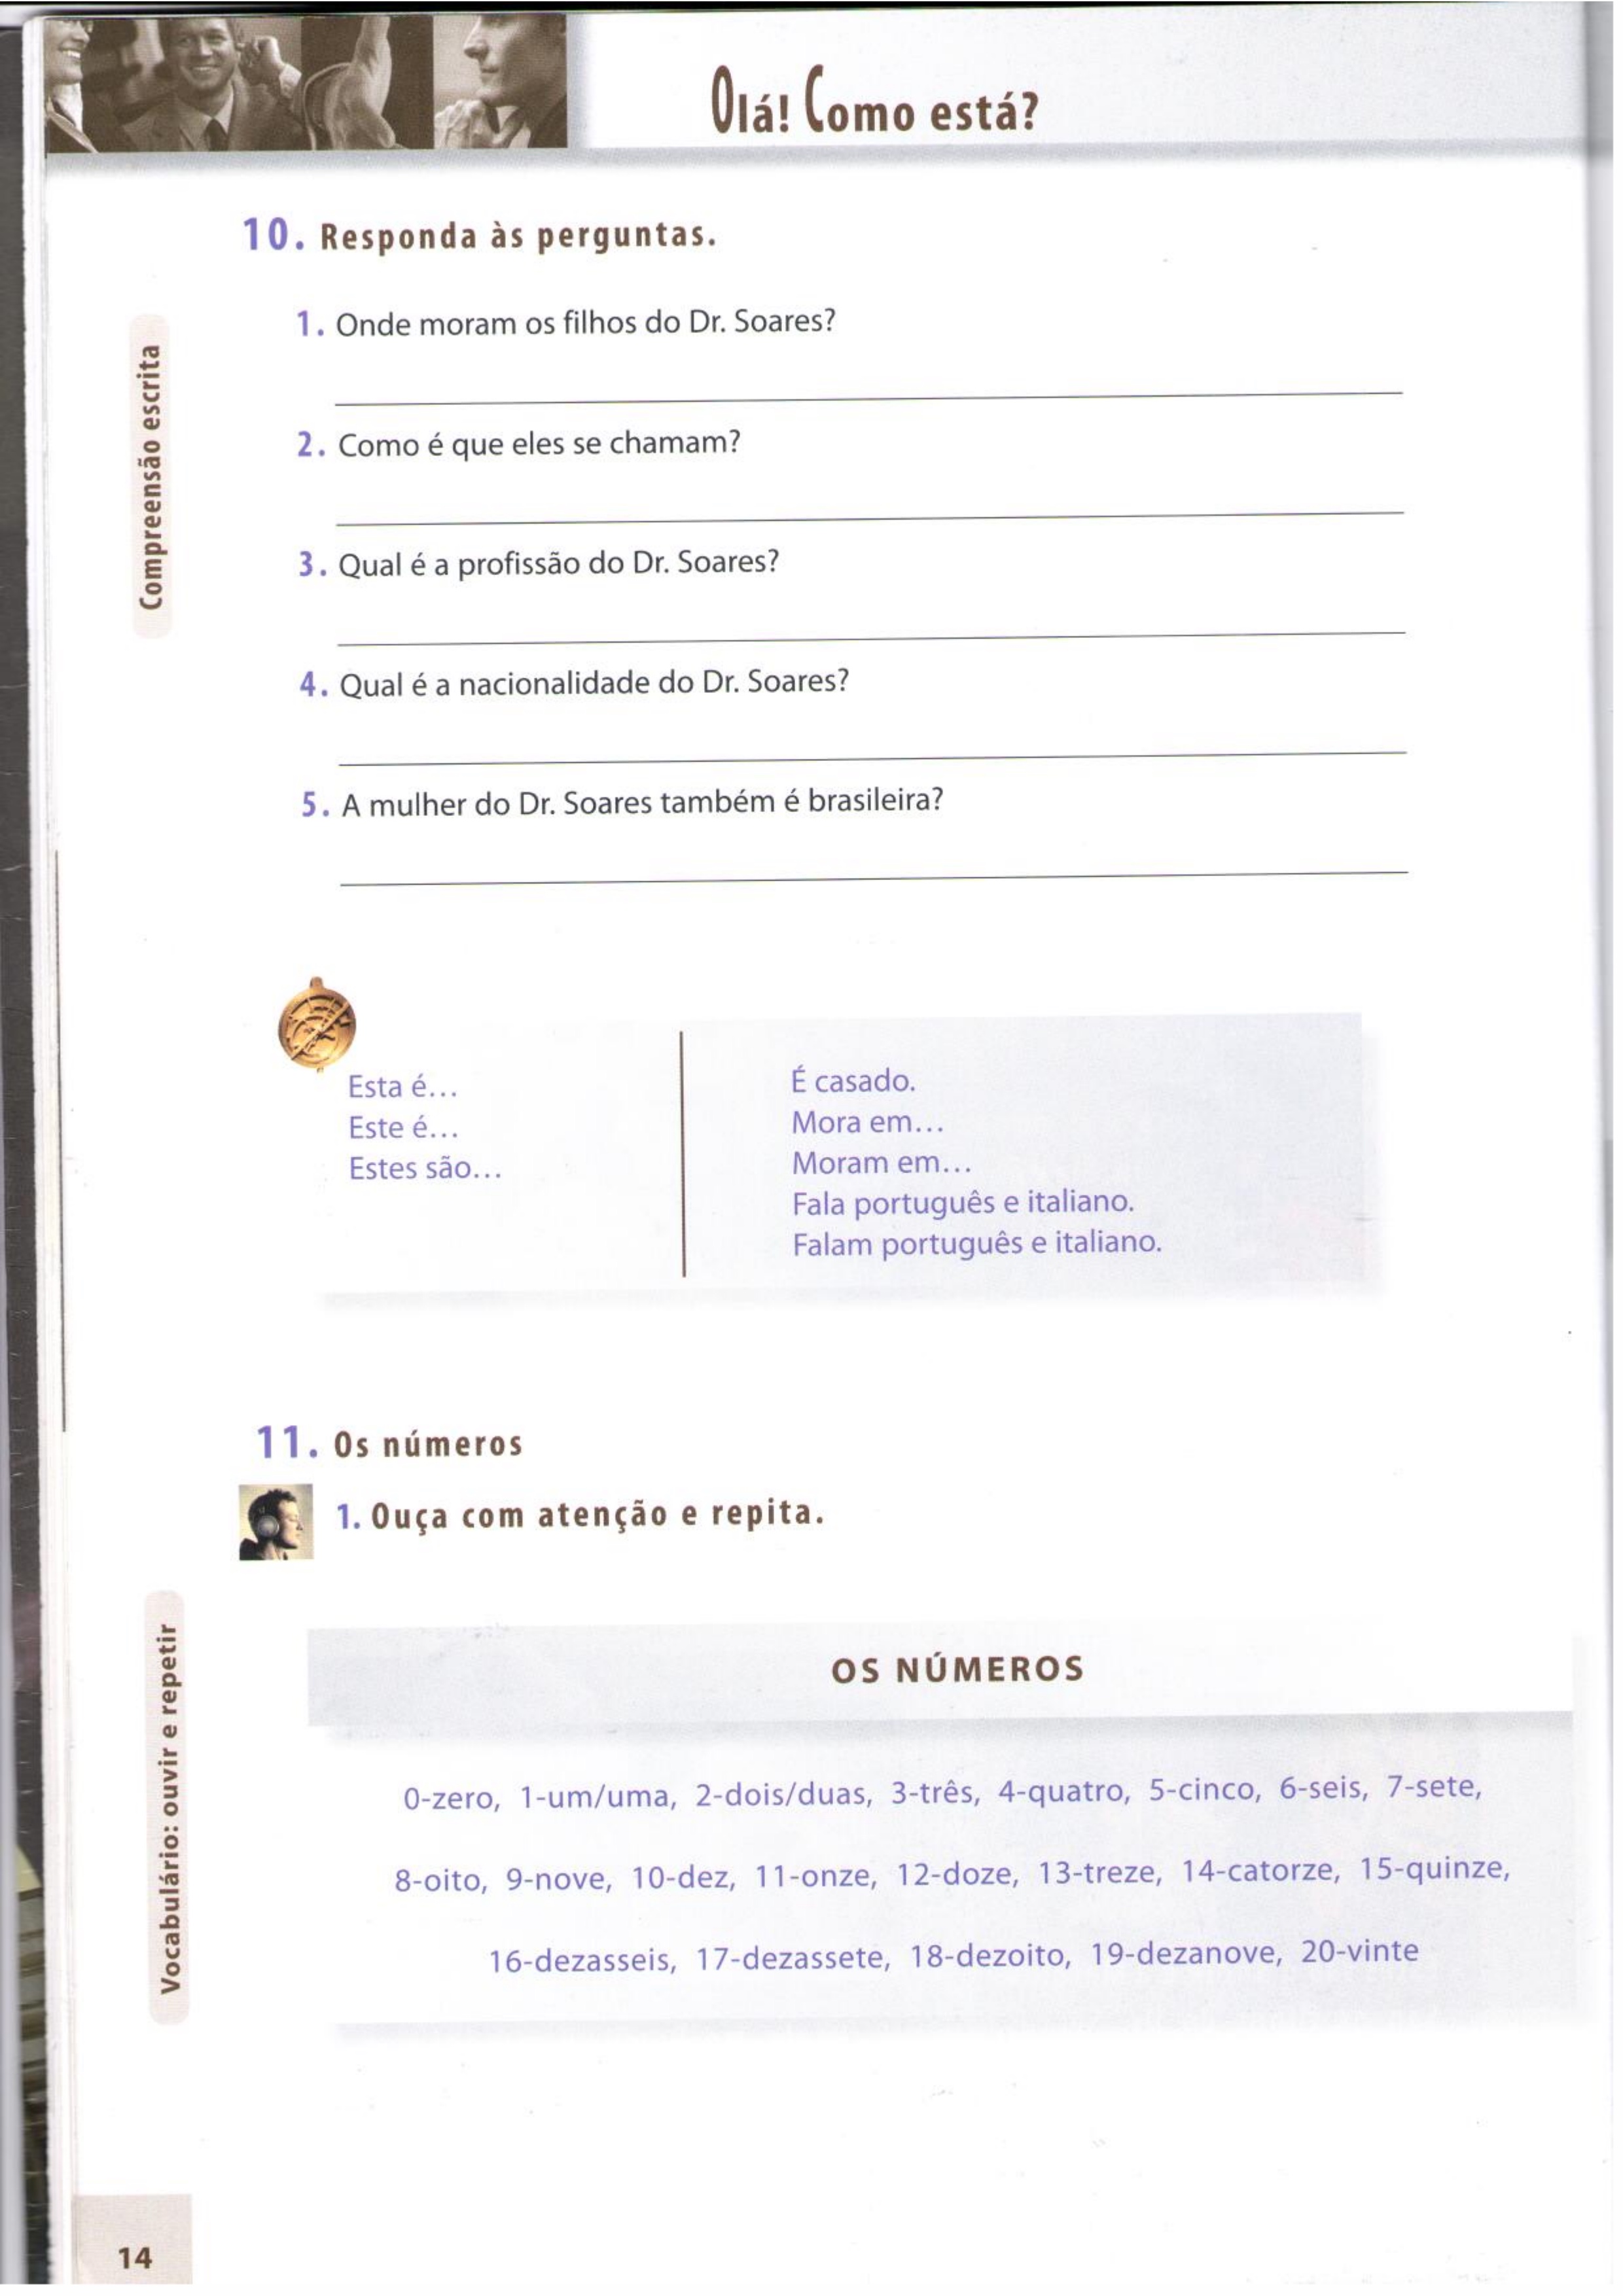 Olá! Como está?
10. Responda às perguntas.
Compreensão escrita
1. Onde moram os filhos do Dr. Soares?
2. Como é que eles se chamam?
3. Qual é a profissão do Dr. Soares?
4. Qual é a nacionalidade do Dr. Soares?
5. A mulher do Dr. Soares também é brasileira?
Esta é...
Este é...
Estes são...
É casado.
Mora em...
Moram em...
Fala português e italiano.
Falam português e italiano.
11. Os números
1. Ouça com atenção e repita.
Vocabulário: ouvir e repetir
OS NÚMEROS
0-zero, 1-um/uma, 2-dois/duas, 3-três, 4-quatro, 5-cinco, 6-seis, 7-sete,
8-oito, 9-nove, 10-dez, 11-onze, 12-doze, 13-treze, 14-catorze, 15-quinze,
16-dezasseis, 17-dezassete, 18-dezoito, 19-dezanove, 20-vinte
14